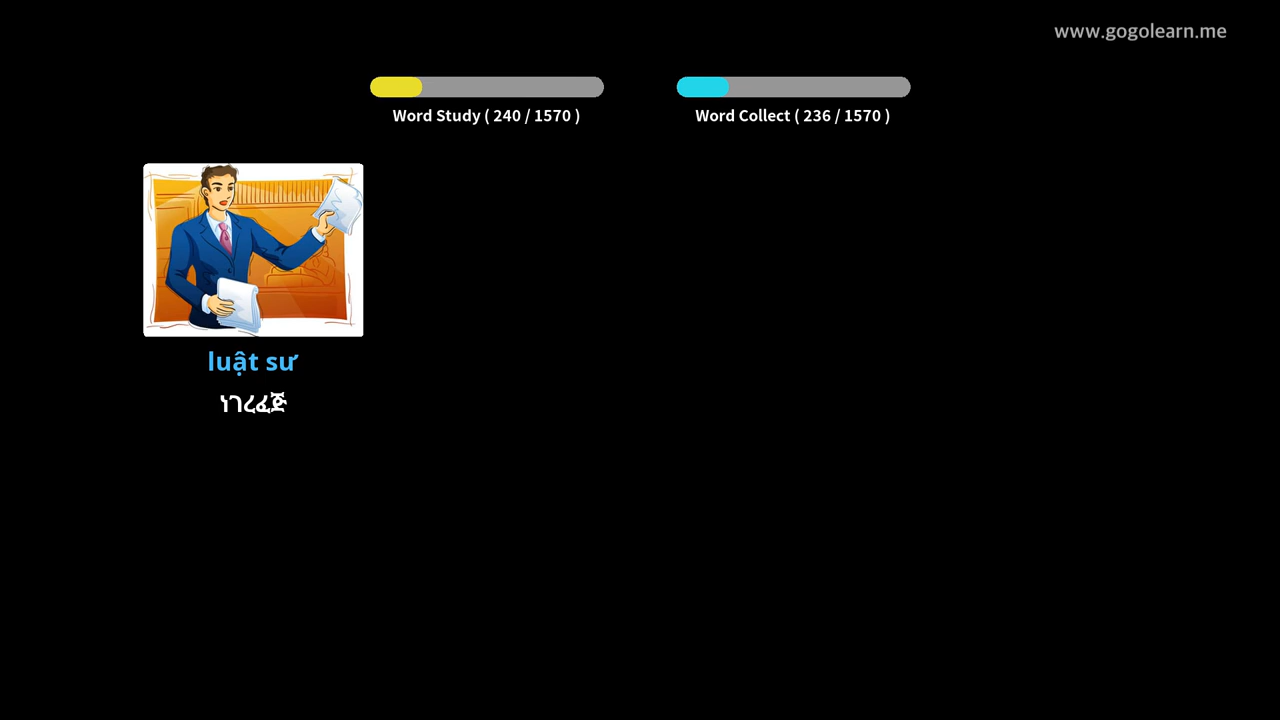 www.gogolearn.me
Word Study ( 240 / 1570 )
Word Collect ( 236 / 1570 )
luật sư
ነገረፈጅ